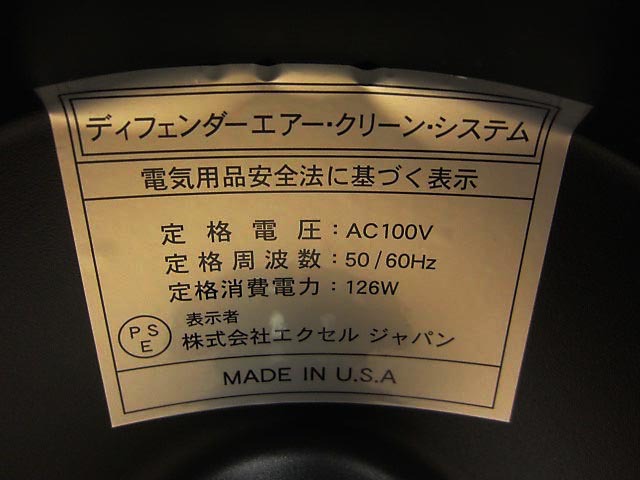 ディフェンダーエアー・クリーン・システム
電気用品安全法に基づく表示
定格電圧：AC100V
定格周波数：50/60Hz
定格消費電力：126W
PSE
表示者
株式会社エクセル ジャパン
MADE IN U.S.A